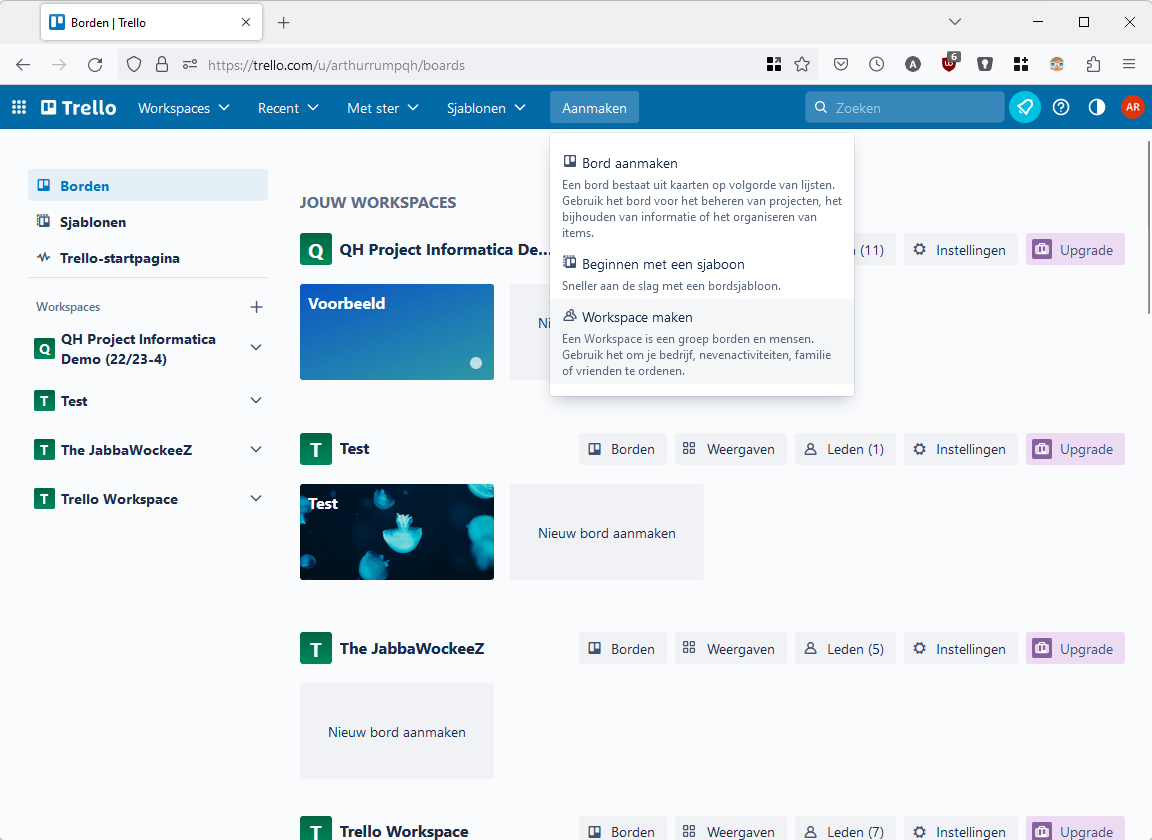 Borden | Trello
https://trello.com/u/arthurrumpqh/boards
A
6
Trello
Workspaces
Recent
Met ster
Sjablonen
Aanmaken
Zoeken
AR
Borden
Sjablonen
Trello-startpagina
Workspaces
Q
QH Project Informatica
Demo (22/23-4)
T
Test
T
The JabbaWockeeZ
T
Trello Workspace
Bord aanmaken
Een bord bestaat uit kaarten op volgorde van lijsten.
Gebruik het bord voor het beheren van projecten, het
bijhouden van informatie of het organiseren van
items.
Beginnen met een sjaboon
Sneller aan de slag met een bordsjabloon.
Workspace maken
Een Workspace is een groep borden en mensen.
Gebruik het om je bedrijf, nevenactiviteiten, familie
of vrienden te ordenen.
JOUW WORKSPACES
Q
QH Project Informatica De...
(11)
Instellingen
Upgrade
Voorbeeld
Ni
T
Test
Borden
Weergaven
Leden (1)
Instellingen
Upgrade
Test
Nieuw bord aanmaken
T
The JabbaWockeeZ
Borden
Weergaven
Leden (5)
Instellingen
Upgrade
Nieuw bord aanmaken
T
Trello Workspace
Borden
Weergaven
Leden (7)
Instellingen
Upgrade